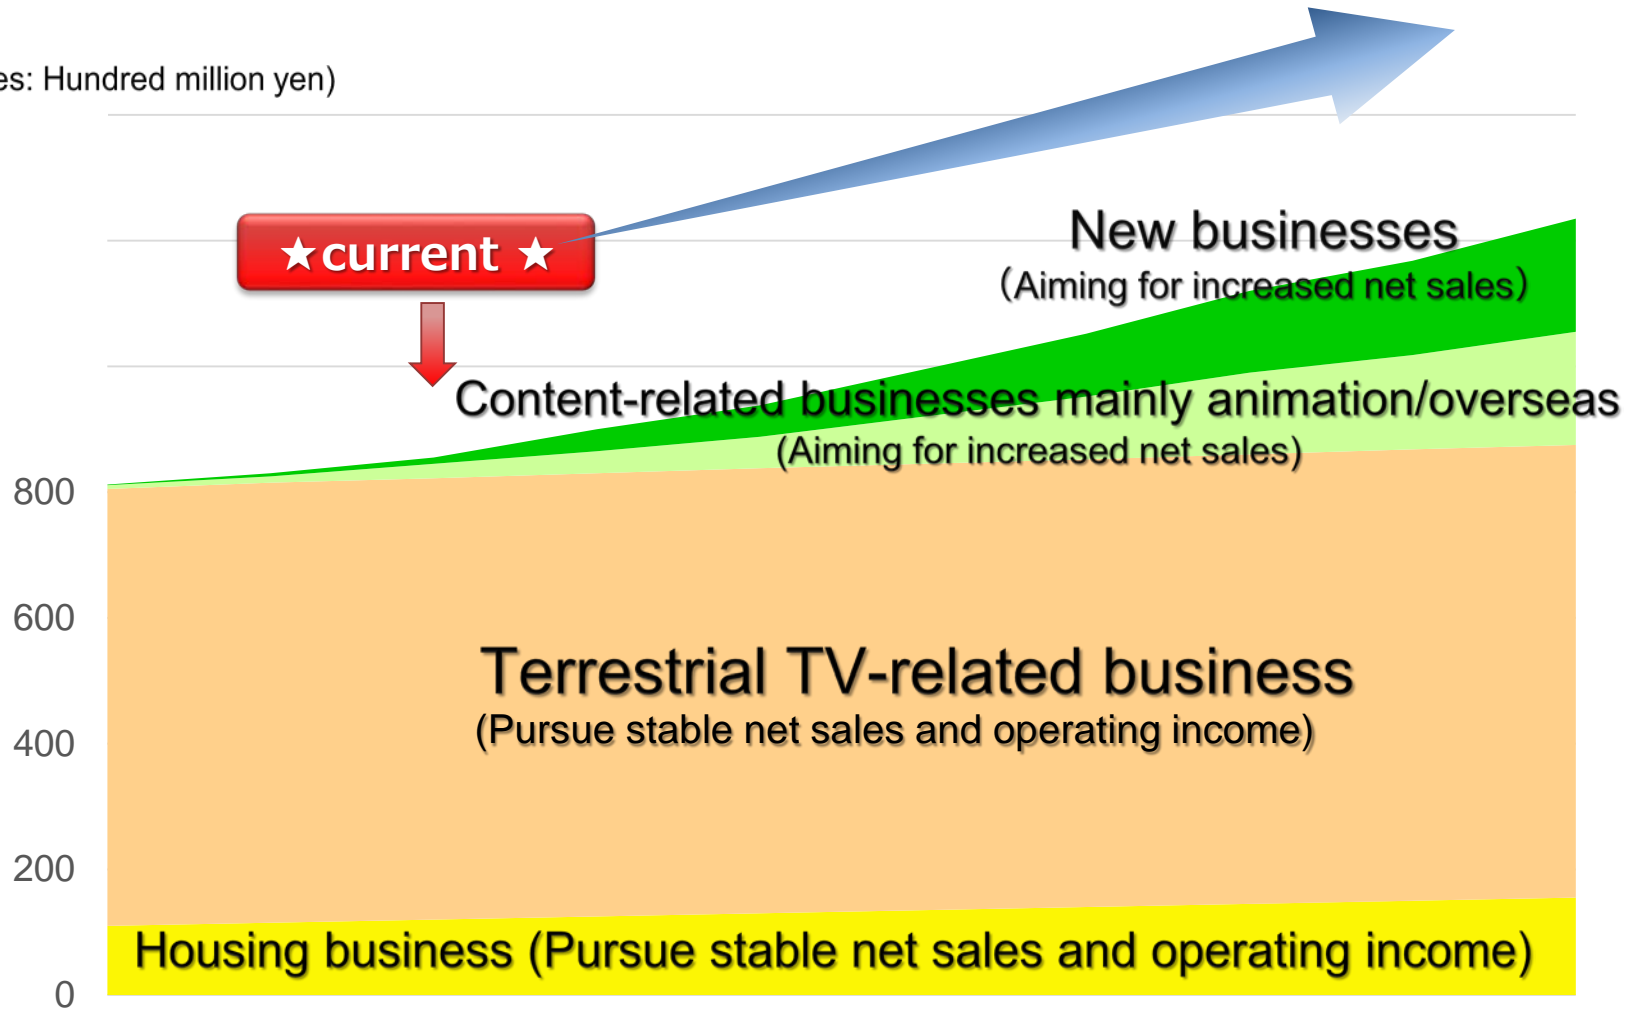 es: Hundred million yen)
★current ★
New businesses
（Aiming for increased net sales）
Content-related businesses mainly animation/overseas
(Aiming for increased net sales)
800
600
Terrestrial TV-related business
(Pursue stable net sales and operating income)
400
200
Housing business (Pursue stable net sales and operating income)
0